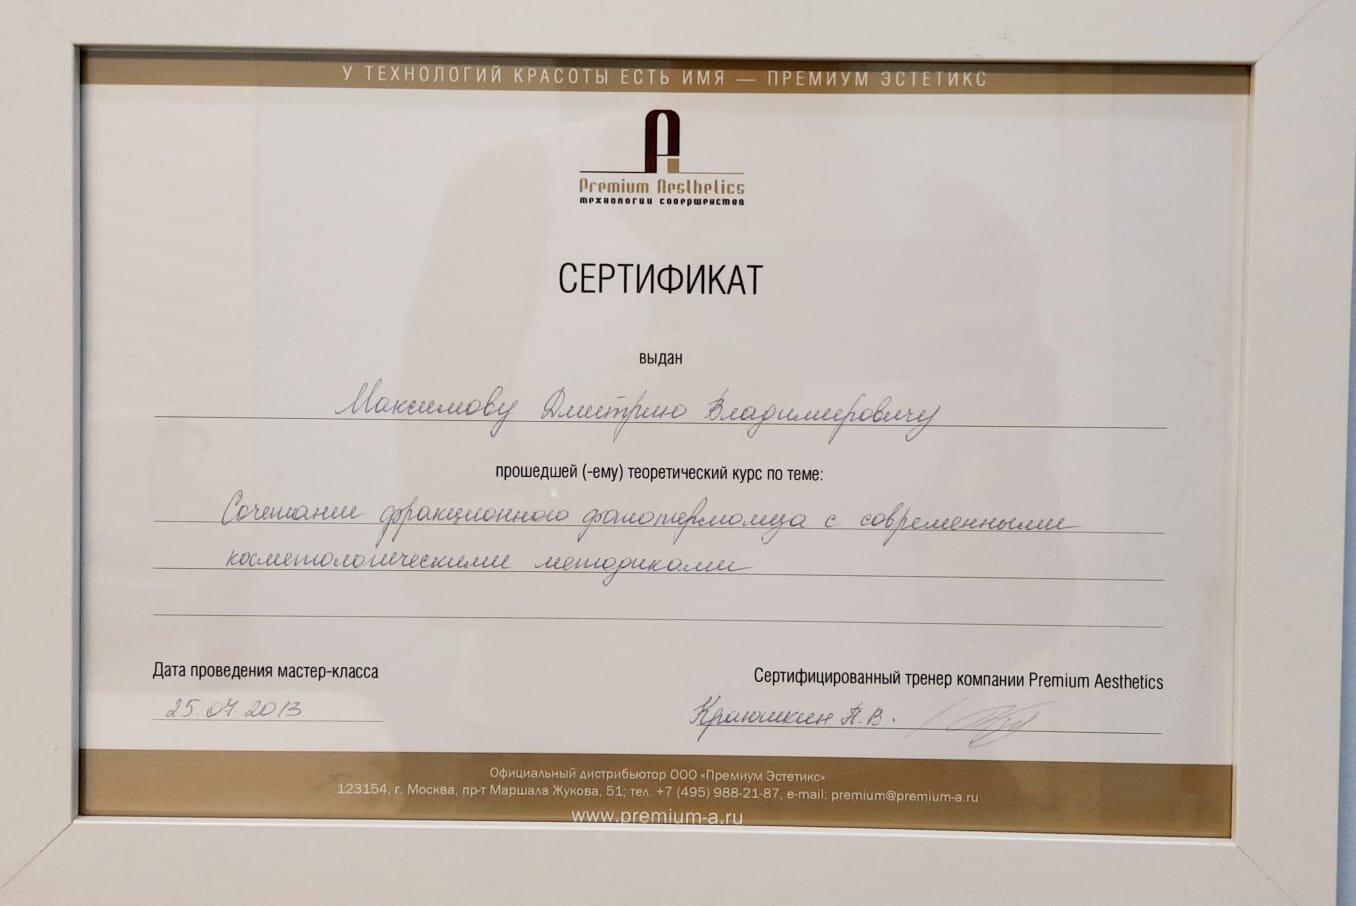 У ТЕХНОЛОГИЙ КРАСОТЫ ЕСТЬ ИМЯ — ПРЕМИУМ ЭСТЕТИКС
Premium Aesthetics
технологии совершенства
СЕРТИФИКАТ
выдан
Максимову Дмитрию Владимировичу
прошедшей (-ему) теоретический курс по теме:
Сочетание фракционного фототермолиза с современными
косметологическими методиками
Дата проведения мастер-класса
Сертифицированный тренер компании Premium Aesthetics
25.07 2013
Краюшкин П.В.
Официальный дистрибьютор ООО «Премиум Эстетикс»
123154, г. Москва, пр-т Маршала Жукова, 51; тел. +7 (495) 988-21-87, e-mail: premium@premium-a.ru
www.premium-a.ru